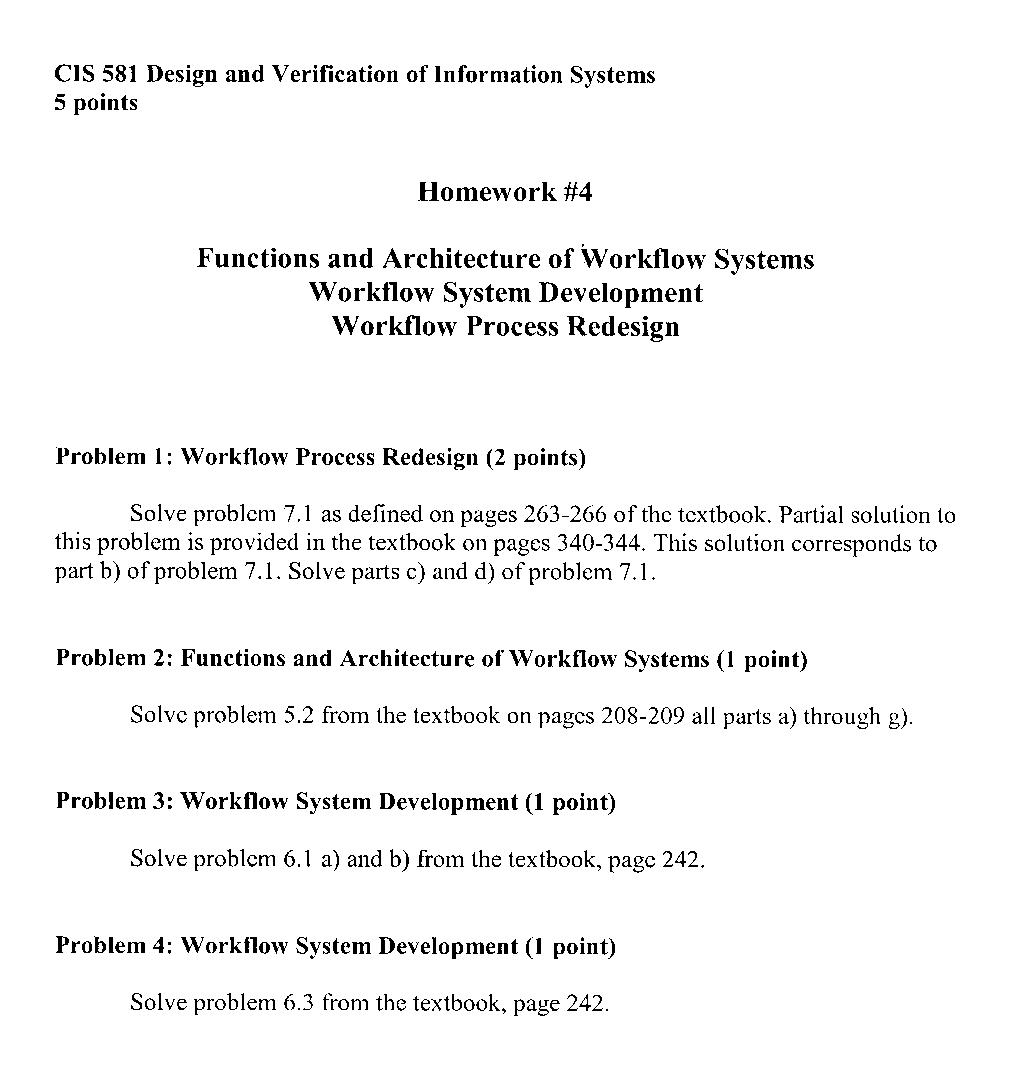 CIS 581 Design and Verification of Information Systems
5 points
Homework #4
Functions and Architecture of Workflow Systems
Workflow System Development
Workflow Process Redesign
Problem 1: Workflow Process Redesign (2 points)
Solve problem 7.1 as defined on pages 263-266 of the textbook. Partial solution to
this problem is provided in the textbook on pages 340-344. This solution corresponds to
part b) of problem 7.1. Solve parts c) and d) of problem 7.1.
Problem 2: Functions and Architecture of Workflow Systems (1 point)
Solve problem 5.2 from the textbook on pages 208-209 all parts a) through g).
Problem 3: Workflow System Development (1 point)
Solve problem 6.1 a) and b) from the textbook, page 242.
Problem 4: Workflow System Development (1 point)
Solve problem 6.3 from the textbook, page 242.